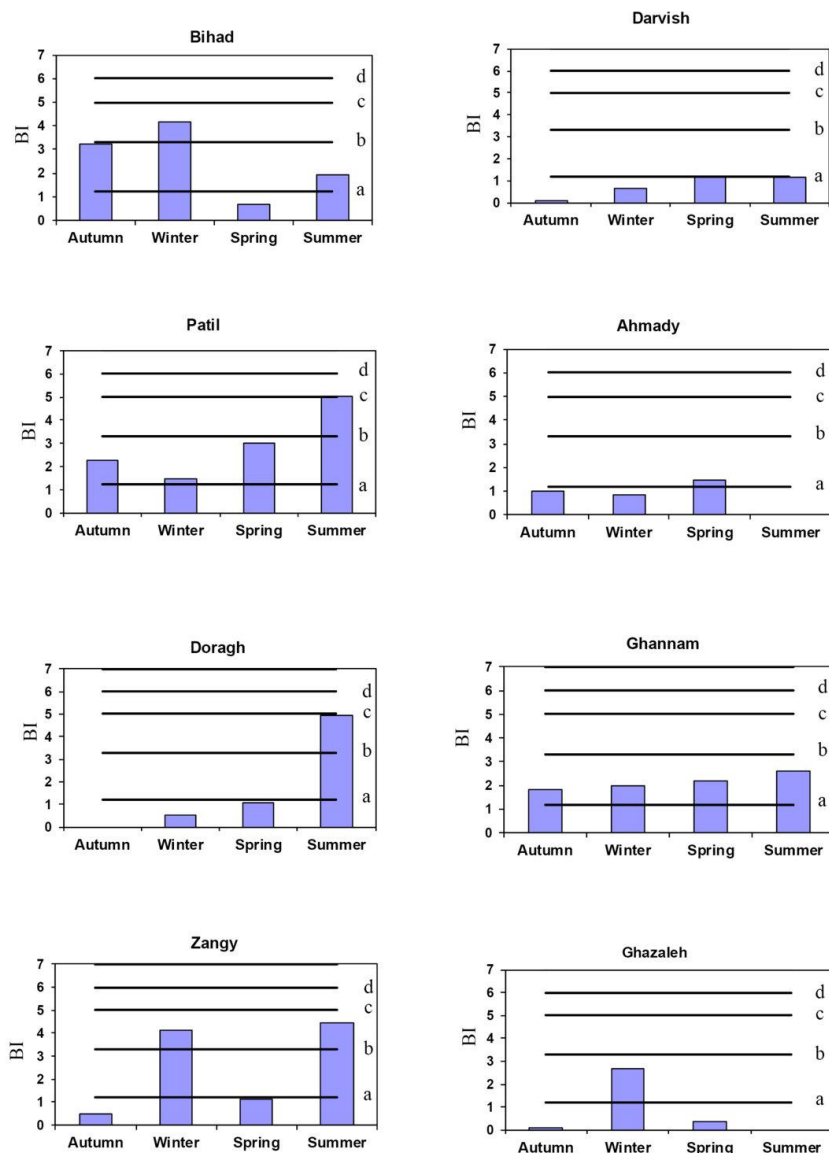 Bihad
7
6
5
4
3
2
1
0
BI
d
c
b
a
Autumn Winter Spring Summer
Darvish
7
6
5
4
3
2
1
0
BI
d
c
b
a
Autumn Winter Spring Summer
Patil
7
6
5
4
3
2
1
0
BI
d
c
b
a
Autumn Winter Spring Summer
Ahmady
7
6
5
4
3
2
1
0
BI
d
c
b
a
Autumn Winter Spring Summer
Doragh
7
6
5
4
3
2
1
0
BI
d
c
b
a
Autumn Winter Spring Summer
Ghannam
7
6
5
4
3
2
1
0
BI
d
c
b
a
Autumn Winter Spring Summer
Zangy
7
6
5
4
3
2
1
0
BI
d
c
b
a
Autumn Winter Spring Summer
Ghazaleh
7
6
5
4
3
2
1
0
BI
d
c
b
a
Autumn Winter Spring Summer